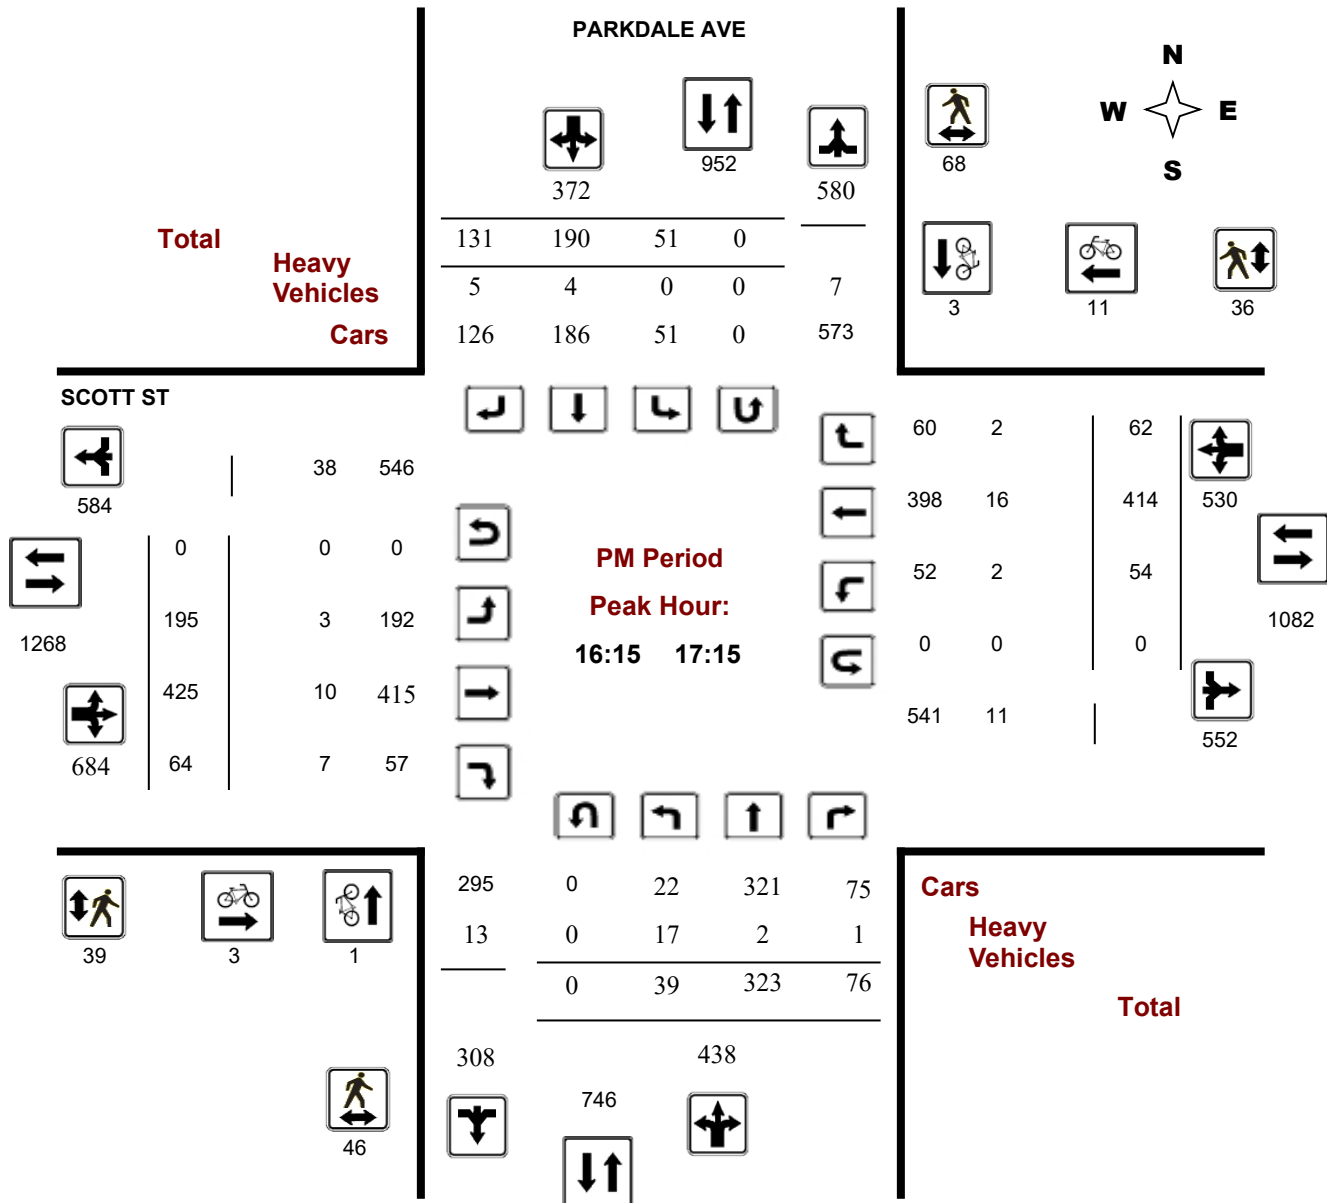 PARKDALE AVE
N
W E
S
952
68
372
580
Total
131 190 51 0
Heavy
Vehicles
5 4 0 0 7
3 11 36
Cars
126 186 51 0 573
SCOTT ST
60 2 62
38 546
584
398 16 414 530
0 0 0
PM Period
52 2 54
195 3 192
Peak Hour:
1268
1082
16:15 17:15
0 0 0
425 10 415
541 11
552
684 64 7 57
295 0 22 321 75
Cars
13 0 17 2 1
Heavy
Vehicles
39 3 1
0 39 323 76
Total
308 438
746
46